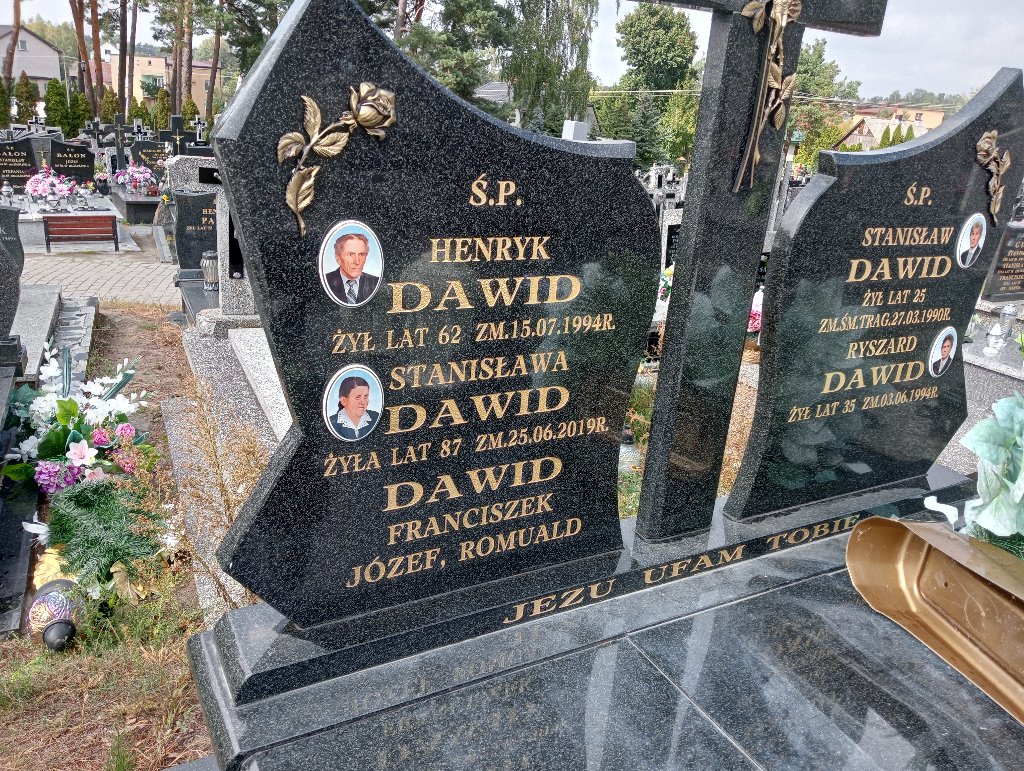 Ś.P.
HENRYK
DAWID
ŻYŁ LAT 62 ZM.15.07.1994R.
STANISŁAWA
DAWID
ŻYŁA LAT 87 ZM.25.06.2019R.
DAWID
FRANCISZEK
JÓZEF, ROMUALD
Ś.P.
STANISŁAW
DAWID
ŻYŁ LAT 25
ZM.ŚM.TRAG.27.03.1990R.
RYSZARD
DAWID
ŻYŁ LAT 35 ZM.03.06.1994R.
JEZU UFAM TOBIE
BALON
BALON